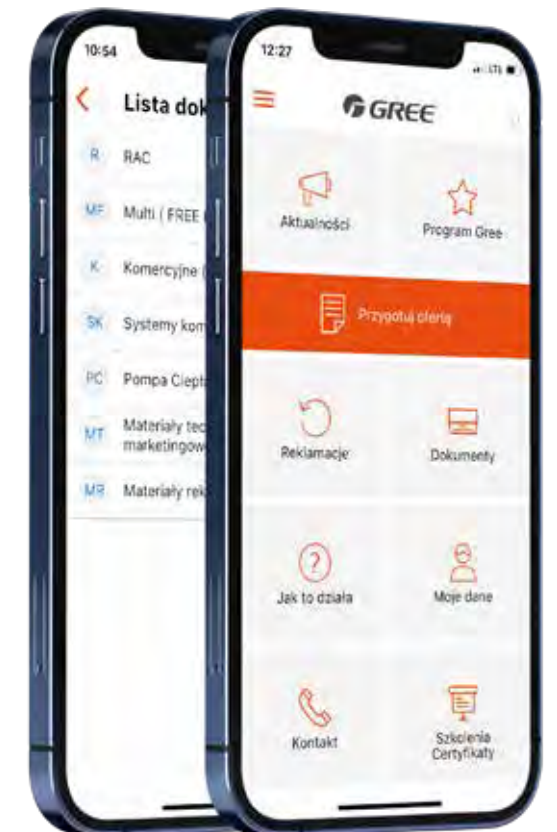 10:54
Lista dok
R RAC
MF Multi ( FREE
K Komercyjne (
SK Systemy kom
PC Pompa Ciepł
MT Materiały tec
marketingow
MR Materiały rek
12:27
LTE
GREE
Aktualności
Program Gree
Przygotuj ofertę
Reklamacje
Dokumenty
Jak to działa
Moje dane
Kontakt
Szkolenia
Certyfikaty